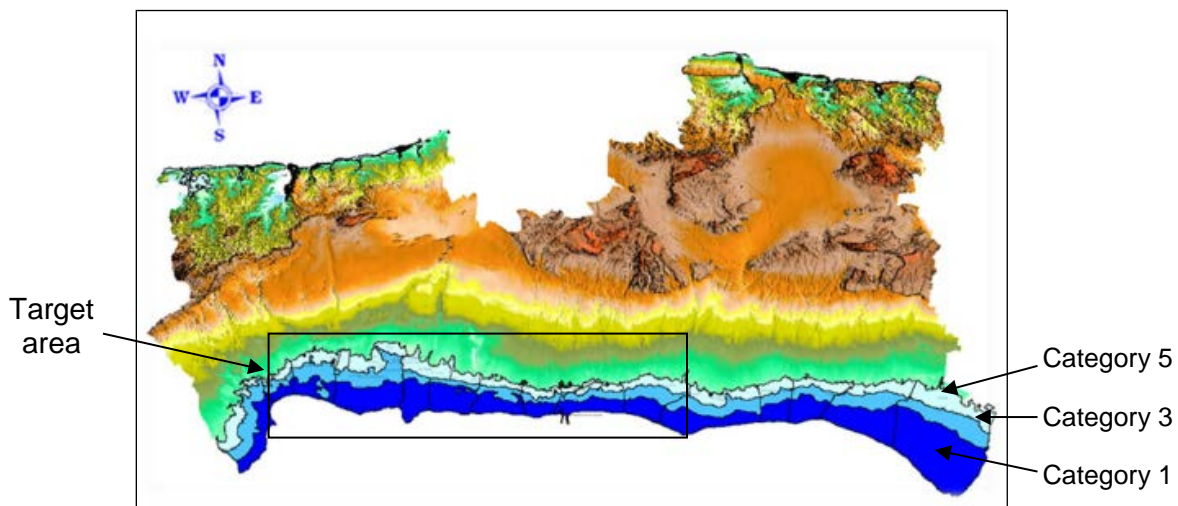 N
W E
S
Target
area
Category 5
Category 3
Category 1